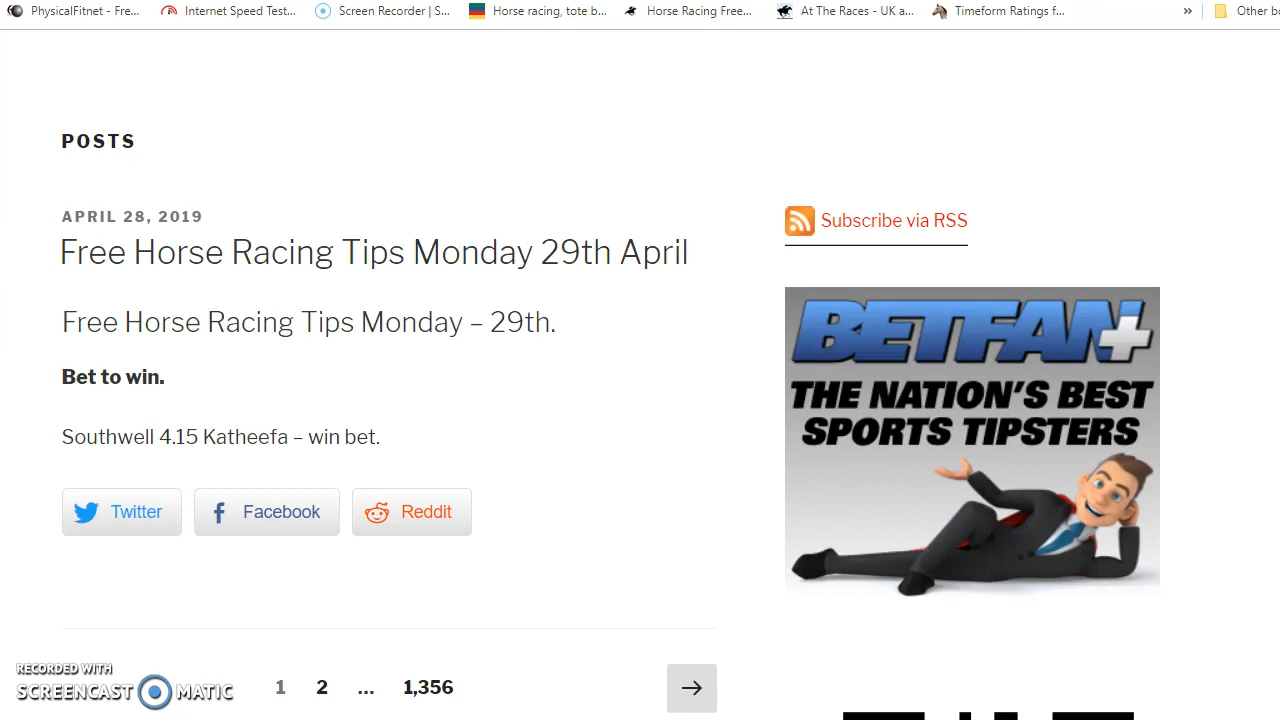 PhysicalFitnet - Fre...
Internet Speed Test...
Screen Recorder | S...
Horse racing, tote b...
Horse Racing Free...
At The Races - UK a...
Timeform Ratings f...
»
Other bo
POSTS
APRIL 28, 2019
Free Horse Racing Tips Monday 29th April
Free Horse Racing Tips Monday – 29th.
Bet to win.
Southwell 4.15 Katheefa – win bet.
Twitter
Facebook
Reddit
Subscribe via RSS
BETFAN+
THE NATION'S BEST
SPORTS TIPSTERS
RECORDED WITH
SCREENCAST MATIC
1 2 ... 1,356 →